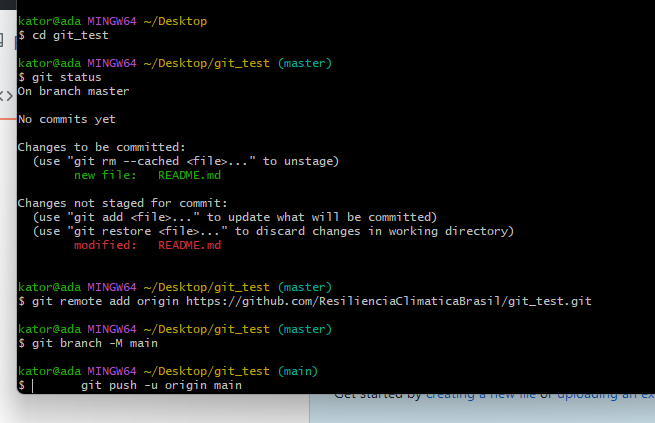 kator@ada MINGW64 ~/Desktop
$ cd git_test
kator@ada MINGW64 ~/Desktop/git_test (master)
$ git status
On branch master
No commits yet
Changes to be committed:
  (use "git rm --cached <file>..." to unstage)
        new file:   README.md
Changes not staged for commit:
  (use "git add <file>..." to update what will be committed)
  (use "git restore <file>..." to discard changes in working directory)
        modified:   README.md
kator@ada MINGW64 ~/Desktop/git_test (master)
$ git remote add origin https://github.com/ResilienciaClimaticaBrasil/git_test.git
kator@ada MINGW64 ~/Desktop/git_test (master)
$ git branch -M main
kator@ada MINGW64 ~/Desktop/git_test (main)
$       git push -u origin main
Get started by creating a new file or uploading an ex